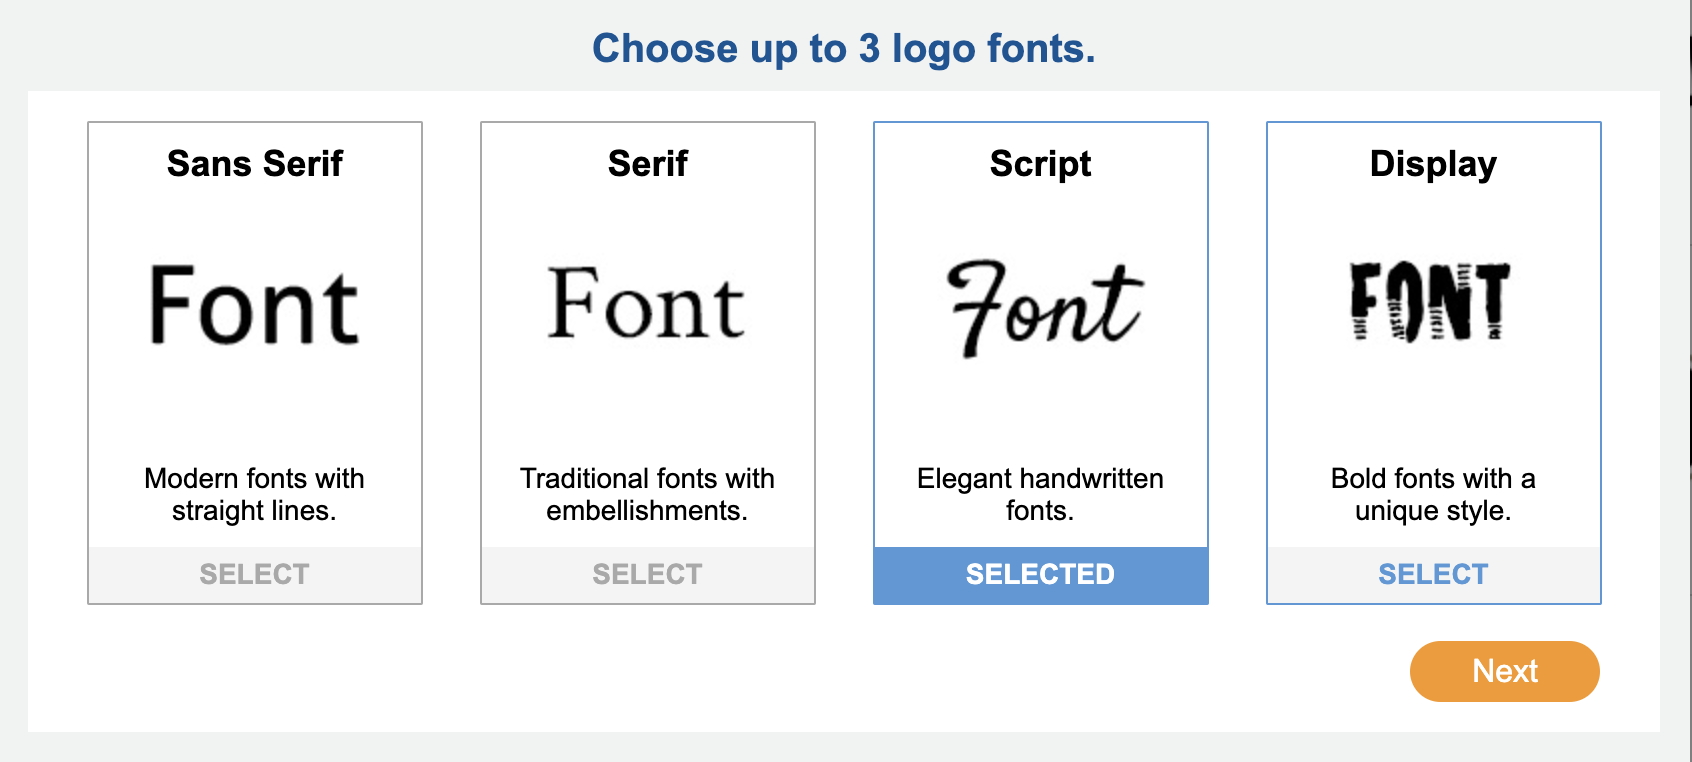 Choose up to 3 logo fonts.
Sans Serif
Font
Modern fonts with
straight lines.
SELECT
Serif
Font
Traditional fonts with
embellishments.
SELECT
Script
Font
Elegant handwritten
fonts.
SELECTED
Display
FONT
Bold fonts with a
unique style.
SELECT
Next